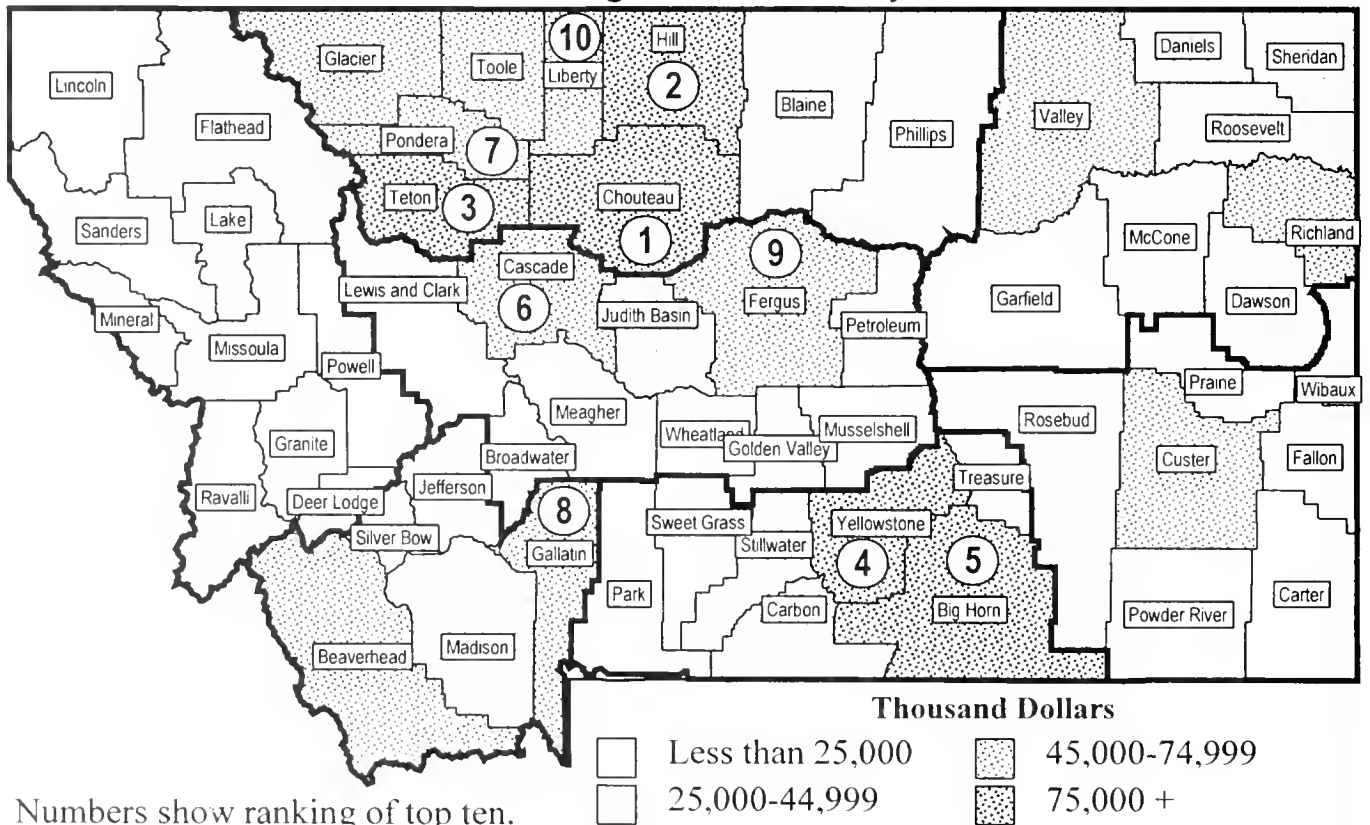 10
Hill
Daniels
Glacier
Toole
Liberty
Sheridan
Lincoln
2
Blaine
Valley
Flathead
Phillips
Roosevelt
Pondera
7
Teton
3
Chouteau
Lake
Sanders
1
Richland
McCone
9
Cascade
Lewis and Clark
Garfield
Fergus
Dawson
6
Judith Basin
Mineral
Petroleum
Missoula
Powell
Praine
Wibaux
Meagher
Rosebud
Granite
Wheatland
Musselshell
Golden Valley
Broadwater
Custer
Fallon
Treasure
Ravalli
Deer Lodge
Jefferson
8
Sweet Grass
Yellowstone
Silver Bow
Stillwater
Gallatin
4
5
Park
Carbon
Big Horn
Carter
Powder River
Madison
Beaverhead
Thousand Dollars
Less than 25,000
45,000-74,999
25,000-44,999
75,000 +
Numbers show ranking of top ten.